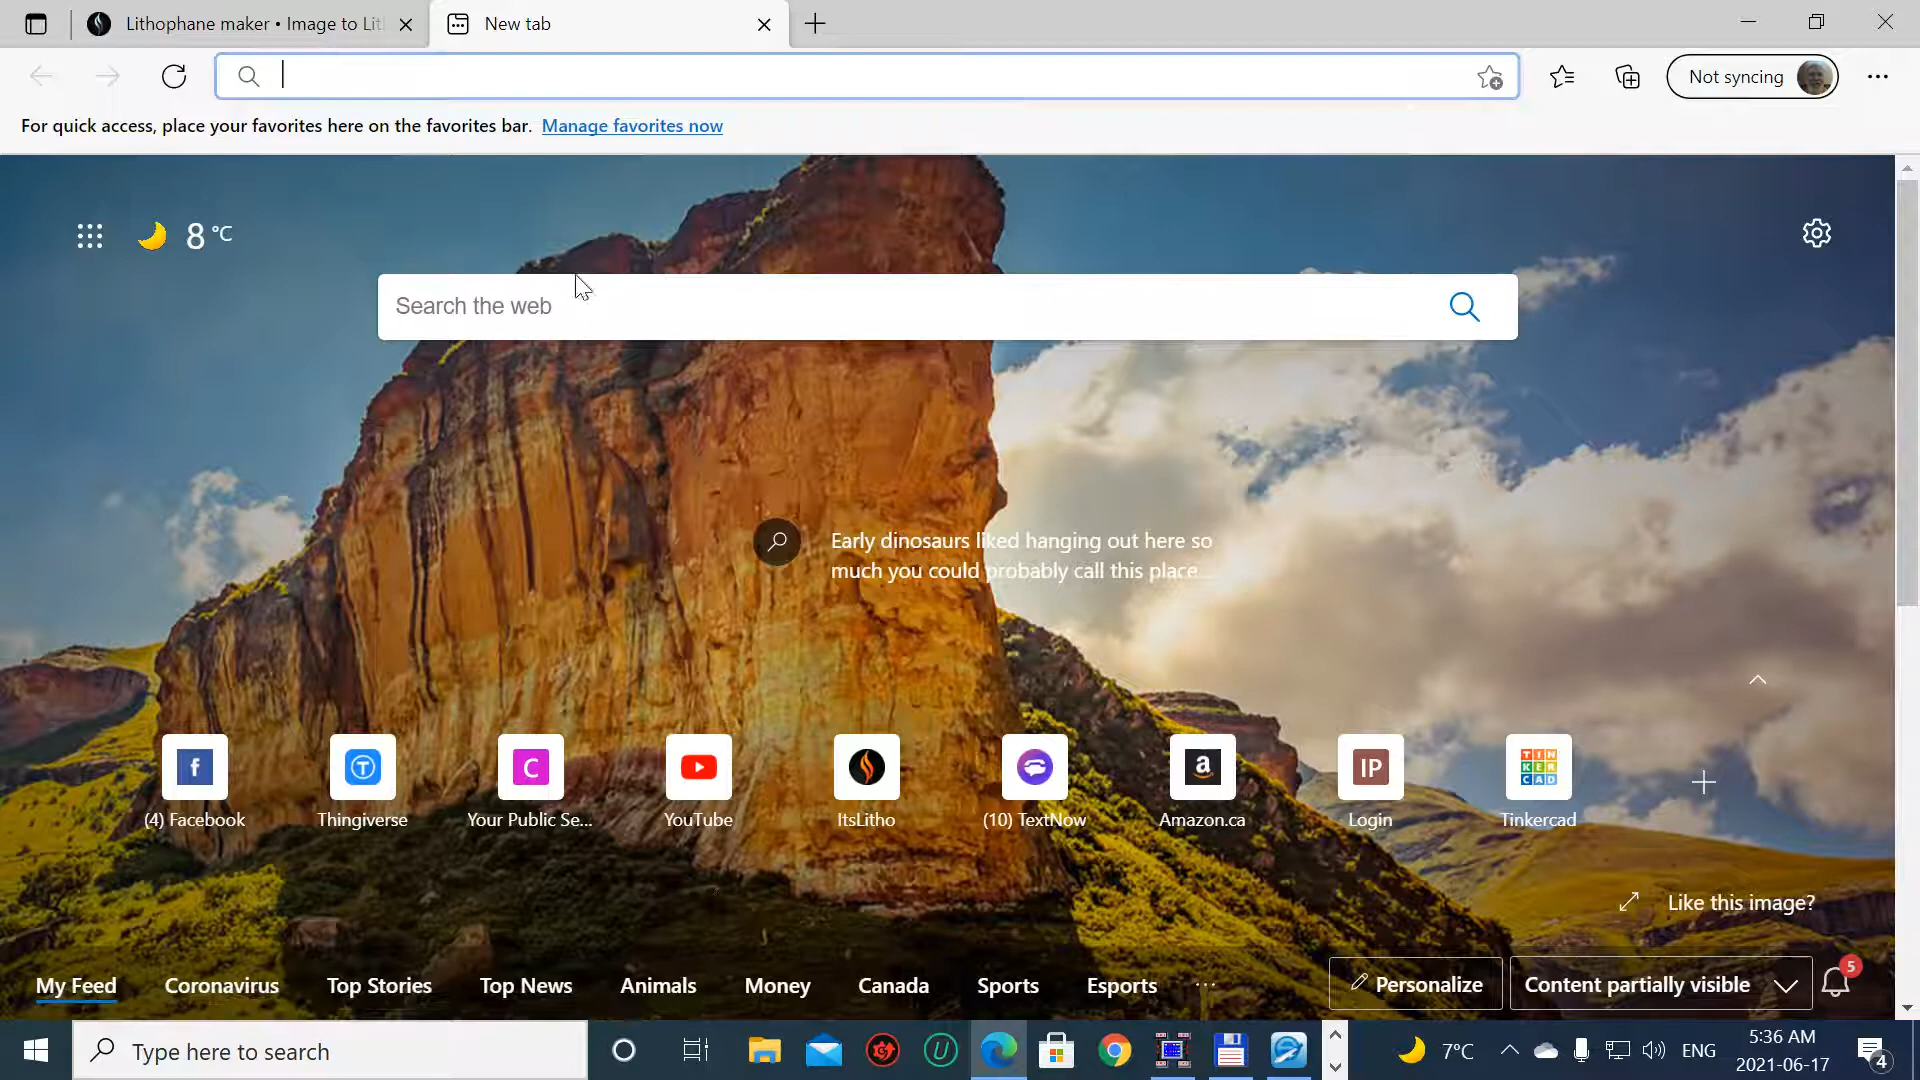 Lithophane maker • Image to Lit
New tab
Not syncing
For quick access, place your favorites here on the favorites bar. Manage favorites now
8 °C
Search the web
Early dinosaurs liked hanging out here so
much you could probably call this place...
f
T
C
a
IP
TIN
KER
CAD
(4) Facebook
Thingiverse
Your Public Se...
YouTube
ItsLitho
(10) TextNow
Amazon.ca
Login
Tinkercad
Like this image?
My Feed
Coronavirus
Top Stories
Top News
Animals
Money
Canada
Sports
Esports
...
Personalize
Content partially visible
5
Type here to search
U
7°C
ENG
5:36 AM
2021-06-17
4